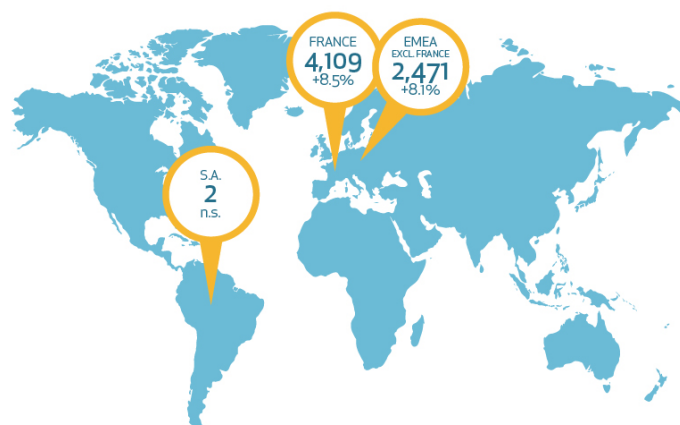 FRANCE
4,109
+8.5%
EMEA
EXCL. FRANCE
2,471
+8.1%
S.A.
2
n.s.